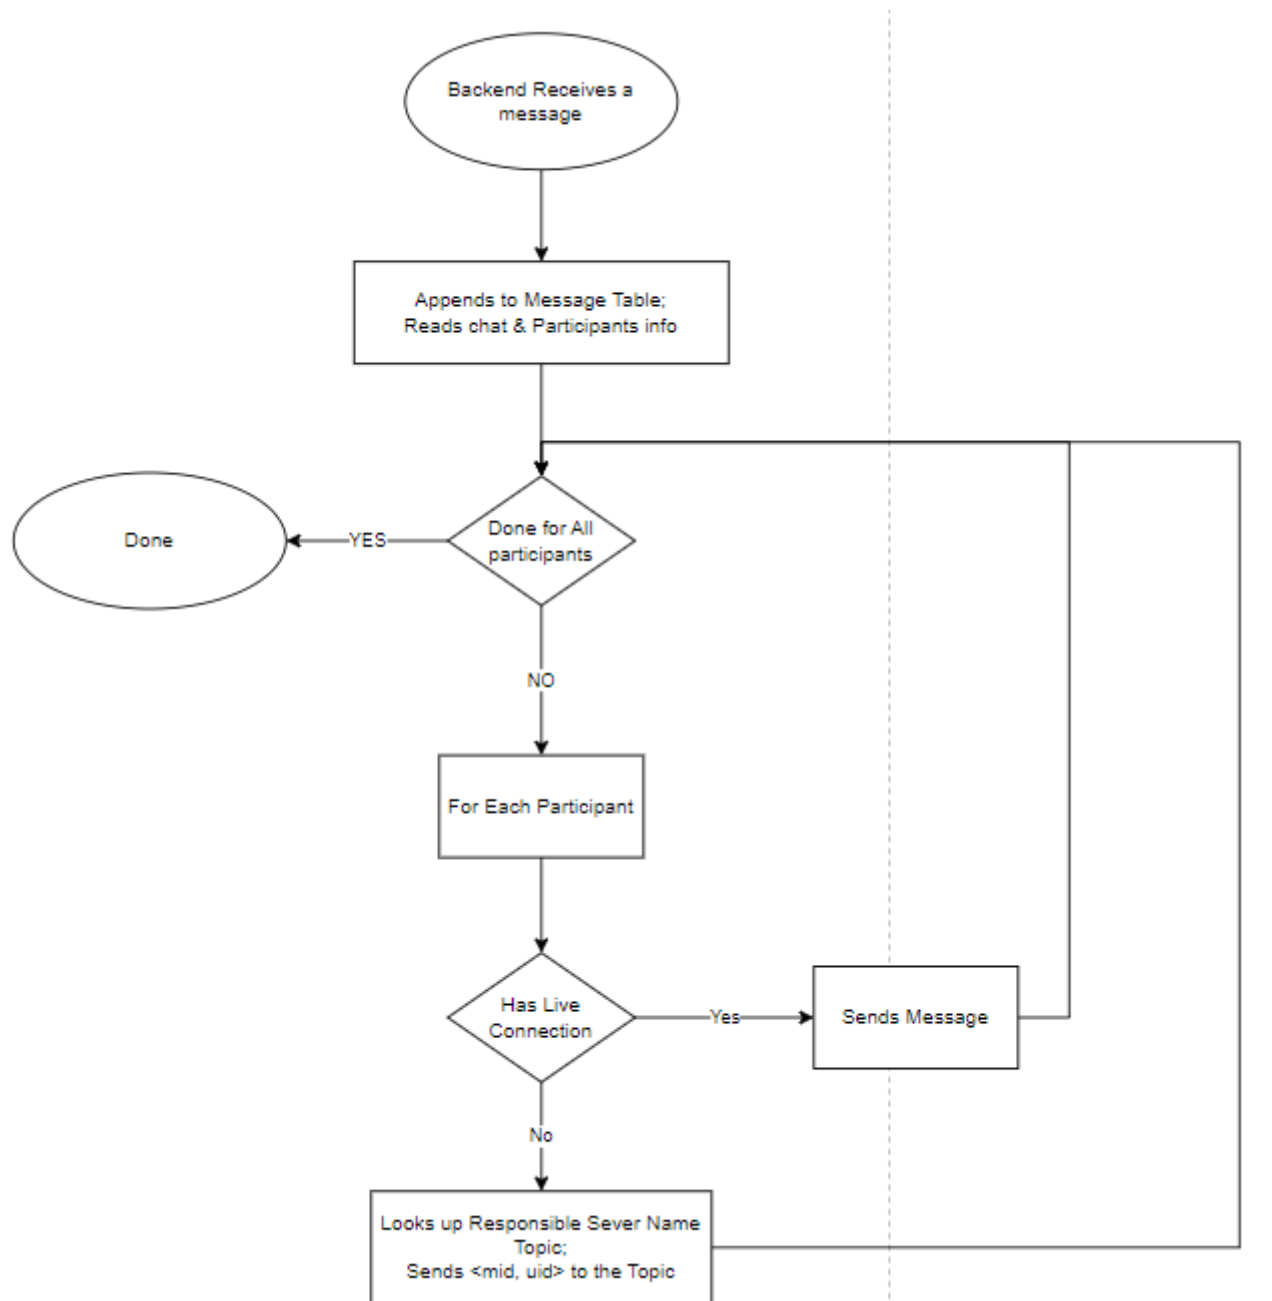 Backend Receives a
message
Appends to Message Table;
Reads chat & Participants info
Done for All
participants
YES
Done
NO
For Each Participant
Has Live
Connection
Yes
Sends Message
No
Looks up Responsible Sever Name
Topic;
Sends <mid, uid> to the Topic